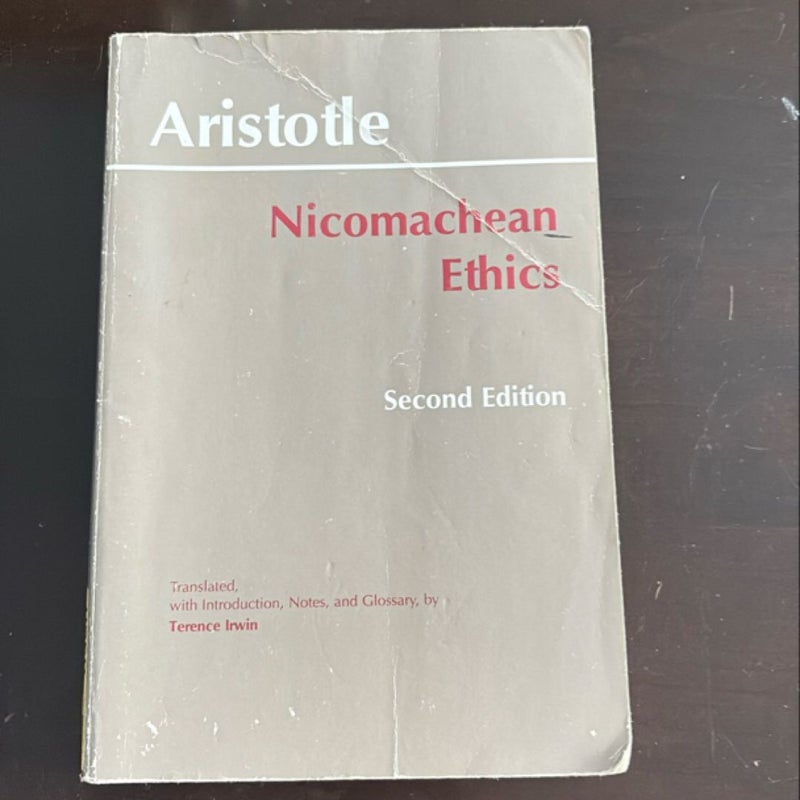 Aristotle
Nicomachean
Ethics
Second Edition
Translated,
with Introduction, Notes, and Glossary, by
Terence Irwin